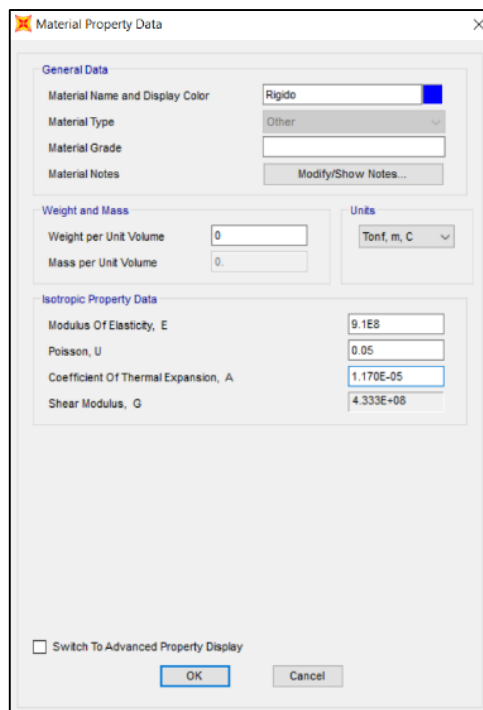 Material Property Data
General Data
Material Name and Display Color Rigido
Material Type Other
Material Grade
Material Notes Modify/Show Notes...
Weight and Mass Units
Weight per Unit Volume 0 Tonf, m, C
Mass per Unit Volume 0.
Isotropic Property Data
Modulus Of Elasticity, E 9.1E8
Poisson, U 0.05
Coefficient Of Thermal Expansion, A 1.170E-05
Shear Modulus, G 4.333E+08
Switch To Advanced Property Display
OK Cancel